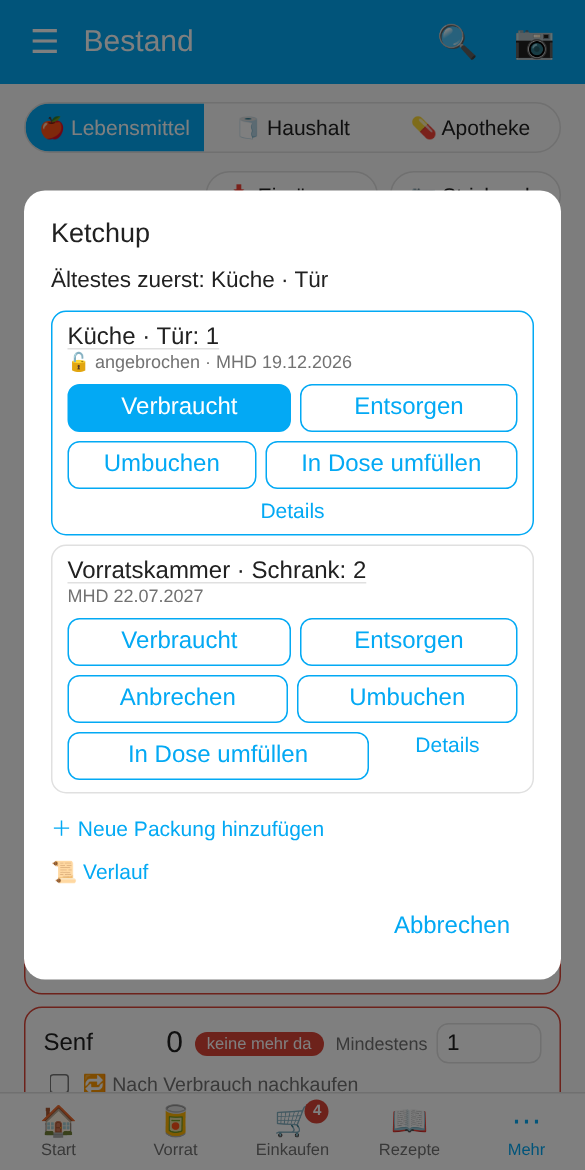 Bestand
Lebensmittel Haushalt Apotheke
Ketchup
Ältestes zuerst: Küche · Tür
Küche · Tür: 1
angebrochen · MHD 19.12.2026
Verbraucht Entsorgen
Umbuchen In Dose umfüllen
Details
Vorratskammer · Schrank: 2
MHD 22.07.2027
Verbraucht Entsorgen
Anbrechen Umbuchen
In Dose umfüllen Details
+ Neue Packung hinzufügen
Verlauf
Abbrechen
Senf 0 keine mehr da Mindestens 1
Nach Verbrauch nachkaufen
4
Start Vorrat Einkaufen Rezepte Mehr